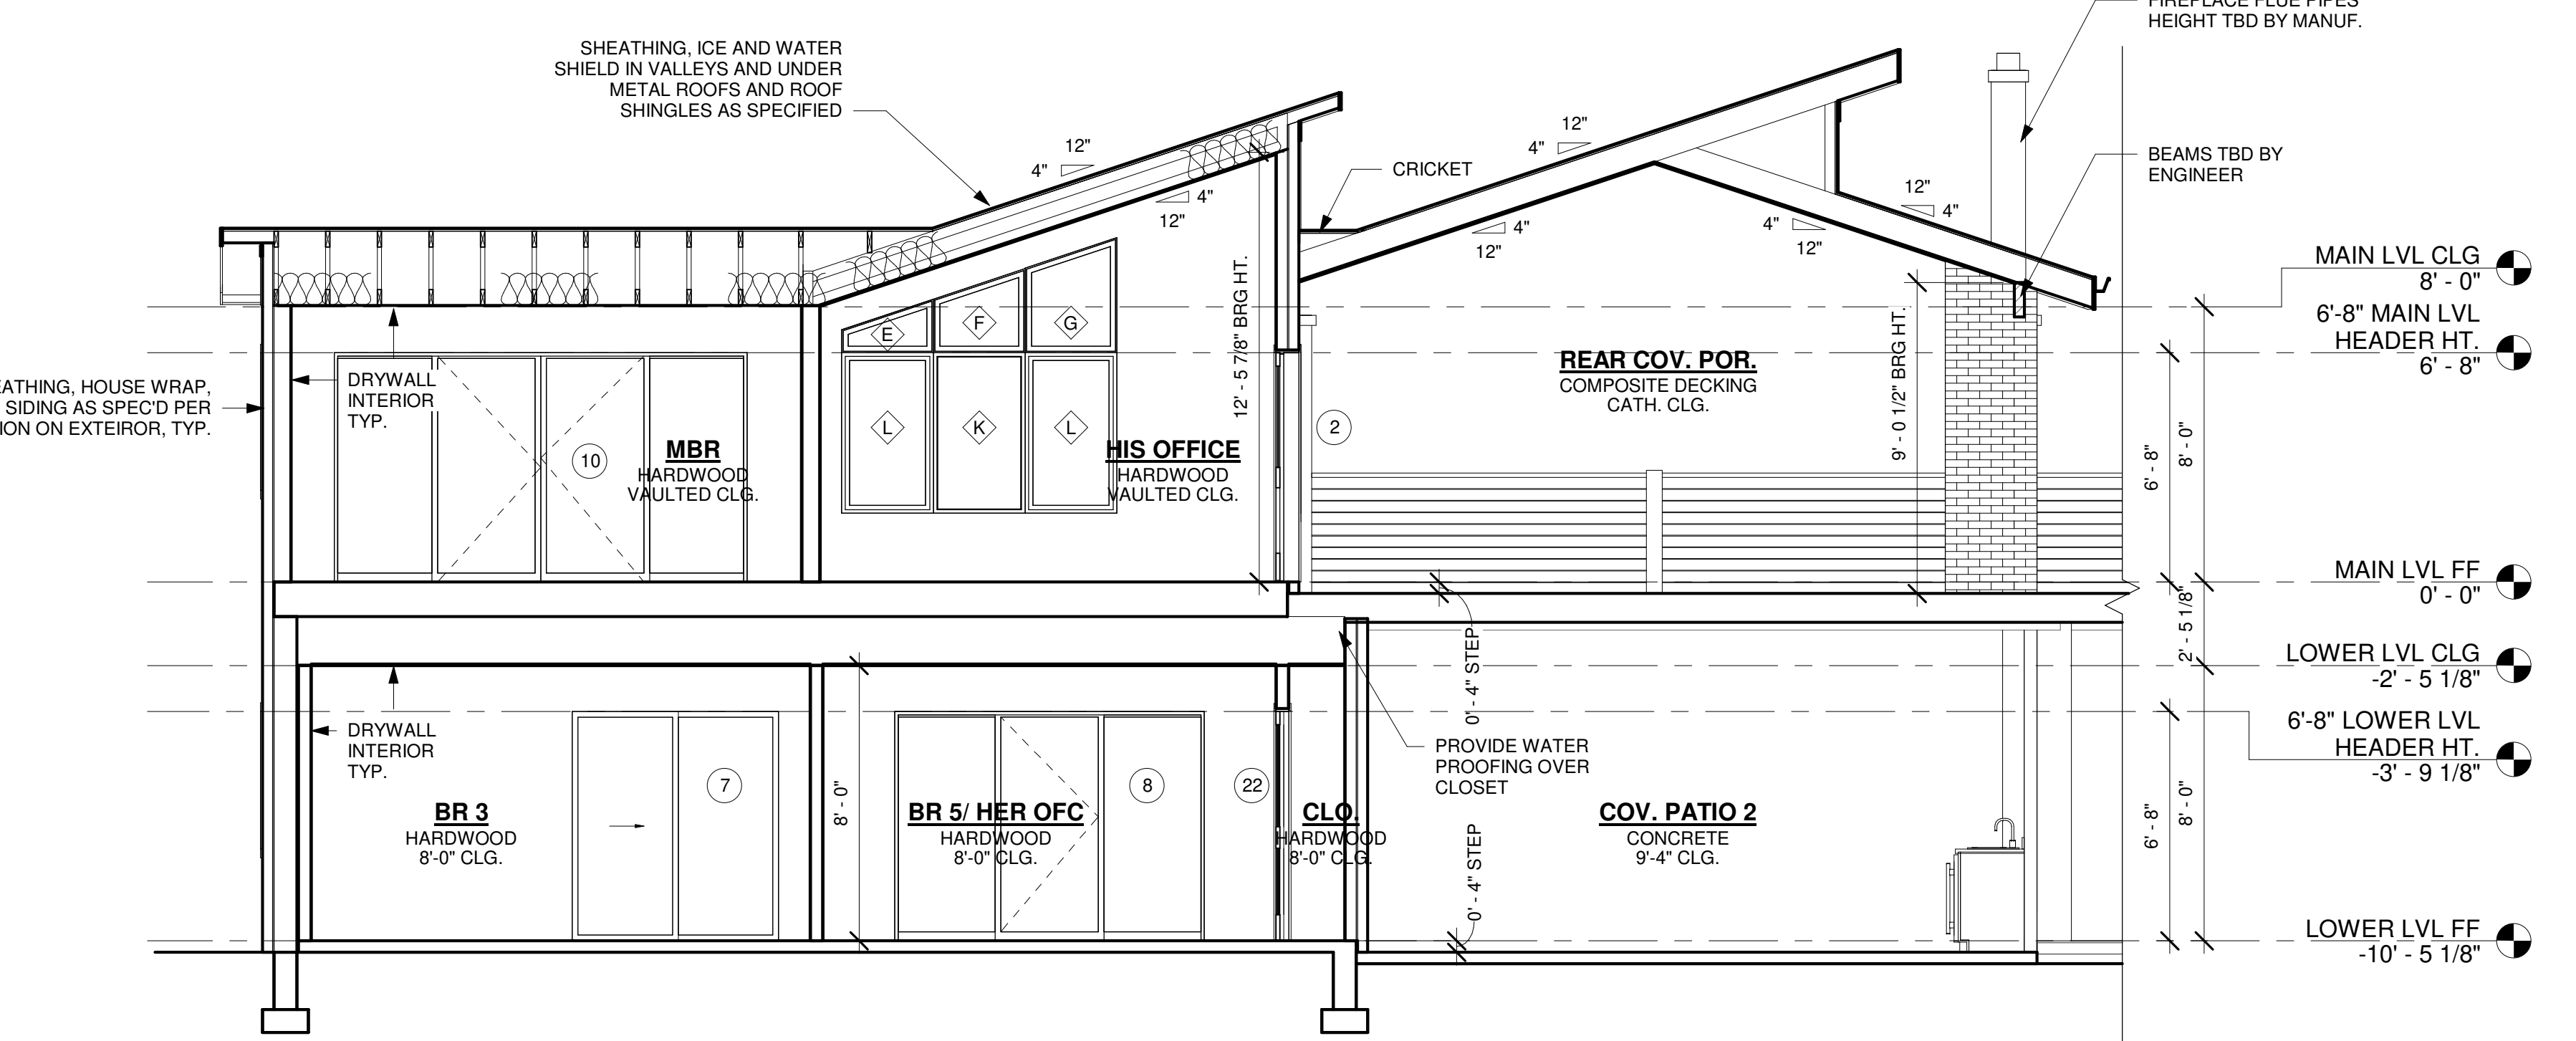 FIREPLACE FLUE PIPES
HEIGHT TBD BY MANUF.
SHEATHING, ICE AND WATER
SHIELD IN VALLEYS AND UNDER
METAL ROOFS AND ROOF
SHINGLES AS SPECIFIED
12"
4"
4"
12"
CRICKET
12"
4"
4"
12"
12"
4"
4"
12"
BEAMS TBD BY
ENGINEER
MAIN LVL CLG
8' - 0"
6'-8" MAIN LVL
HEADER HT.
6' - 8"
EATHING, HOUSE WRAP,
SIDING AS SPEC'D PER
ION ON EXTEIROR, TYP.
DRYWALL
INTERIOR
TYP.
10
MBR
HARDWOOD
VAULTED CLG.
E
F
G
L
K
L
HIS OFFICE
HARDWOOD
VAULTED CLG.
12' - 5 7/8" BRG HT.
2
REAR COV. POR.
COMPOSITE DECKING
CATH. CLG.
9' - 0 1/2" BRG HT.
6' - 8"
8' - 0"
MAIN LVL FF
0' - 0"
2' - 5 1/8"
LOWER LVL CLG
-2' - 5 1/8"
0' - 4" STEP
PROVIDE WATER
PROOFING OVER
CLOSET
6'-8" LOWER LVL
HEADER HT.
-3' - 9 1/8"
DRYWALL
INTERIOR
TYP.
BR 3
HARDWOOD
8'-0" CLG.
7
8' - 0"
BR 5/ HER OFC
HARDWOOD
8'-0" CLG.
8
22
CLO.
HARDWOOD
8'-0" CLG.
0' - 4" STEP
COV. PATIO 2
CONCRETE
9'-4" CLG.
6' - 8"
8' - 0"
LOWER LVL FF
-10' - 5 1/8"